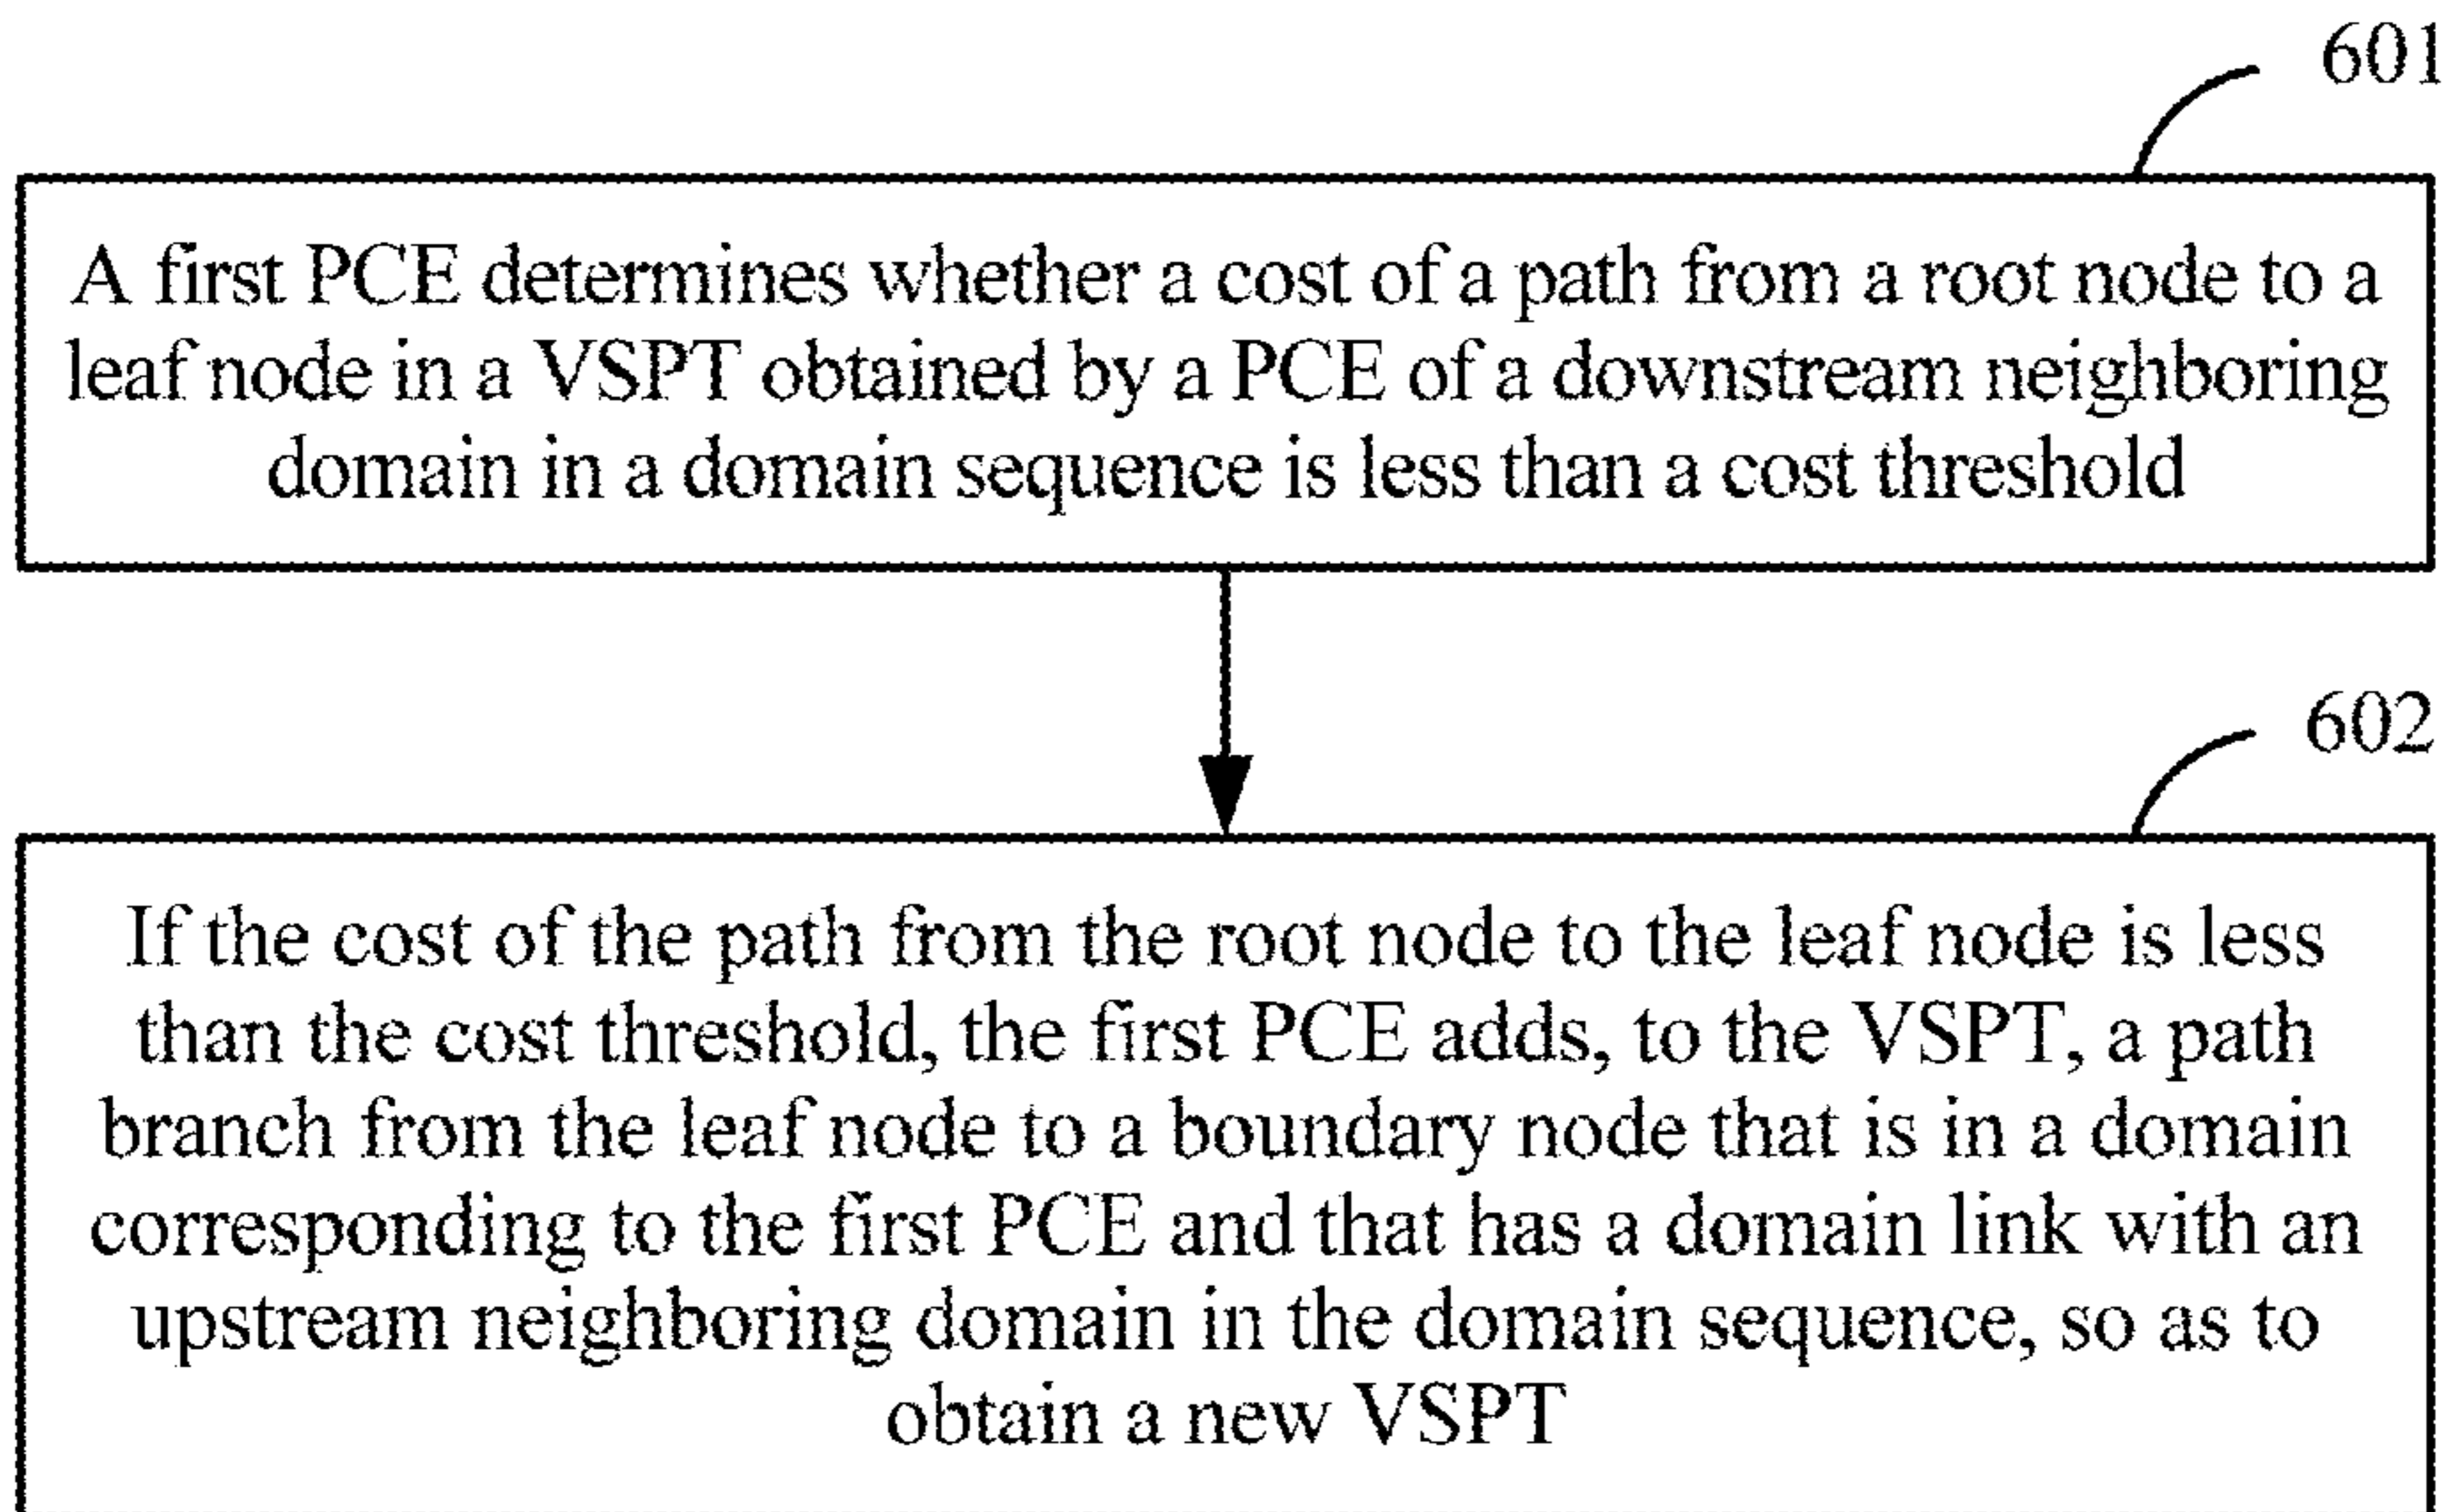 601
A first PCE determines whether a cost of a path from a root node to a
leaf node in a VSPT obtained by a PCE of a downstream neighboring
domain in a domain sequence is less than a cost threshold
602
If the cost of the path from the root node to the leaf node is less
than the cost threshold, the first PCE adds, to the VSPT, a path
branch from the leaf node to a boundary node that is in a domain
corresponding to the first PCE and that has a domain link with an
upstream neighboring domain in the domain sequence, so as to
obtain a new VSPT